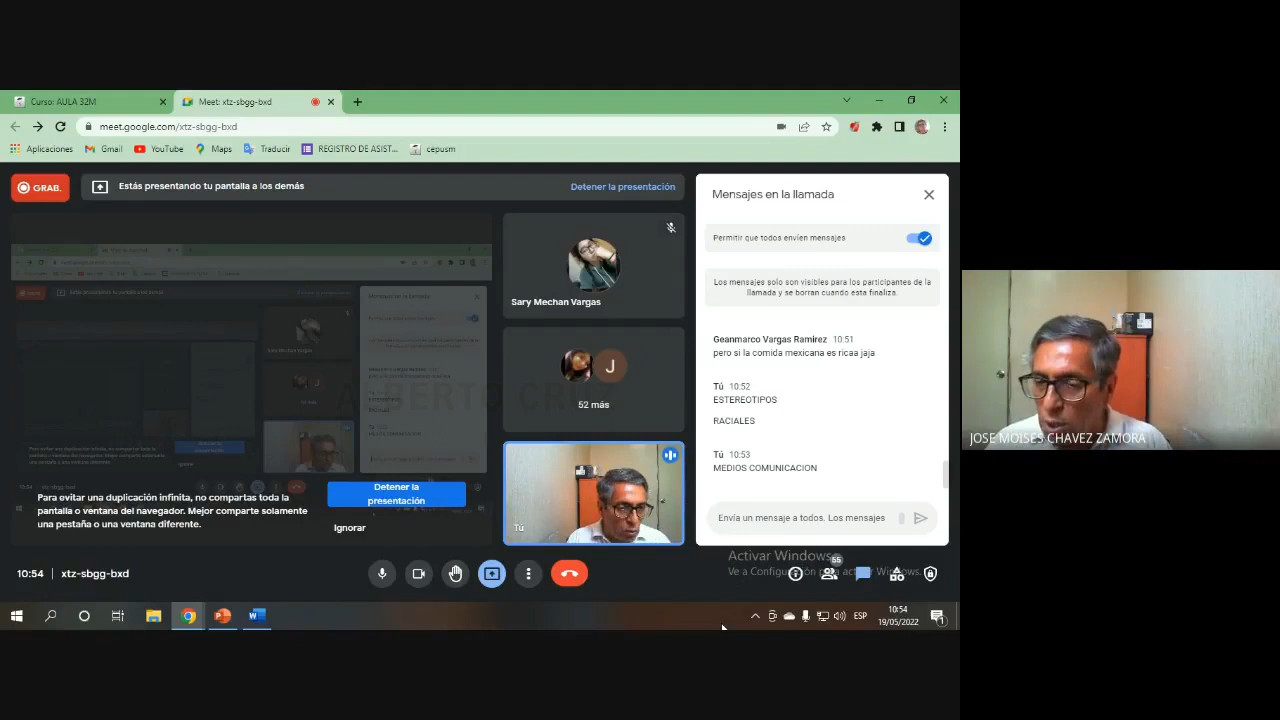 Curso: AULA 32M
Meet: xtz-sbgg-bxd
meet.google.com/xtz-sbgg-bxd
Aplicaciones
Gmail
YouTube
Maps
Traducir
REGISTRO DE ASIST...
cepusm
GRAB.
Estás presentando tu pantalla a los demás
Detener la presentación
Sary Mechan Vargas
J
52 más
Tú
Para evitar una duplicación infinita, no compartas toda la
pantalla o ventana del navegador. Mejor comparte solamente
una pestaña o una ventana diferente.
Detener la
presentación
Ignorar
Mensajes en la llamada
Permitir que todos envíen mensajes
Los mensajes solo son visibles para los participantes de la
llamada y se borran cuando esta finaliza.
Geanmarco Vargas Ramirez 10:51
pero si la comida mexicana es ricaa jaja
Tú 10:52
ESTEREOTIPOS
RACIALES
Tú 10:53
MEDIOS COMUNICACION
Envía un mensaje a todos. Los mensajes
Activar Windows
Ve a Configuración para activar Windows.
10:54
xtz-sbgg-bxd
55
ESP
10:54
19/05/2022
1
JOSE MOISES CHAVEZ ZAMORA